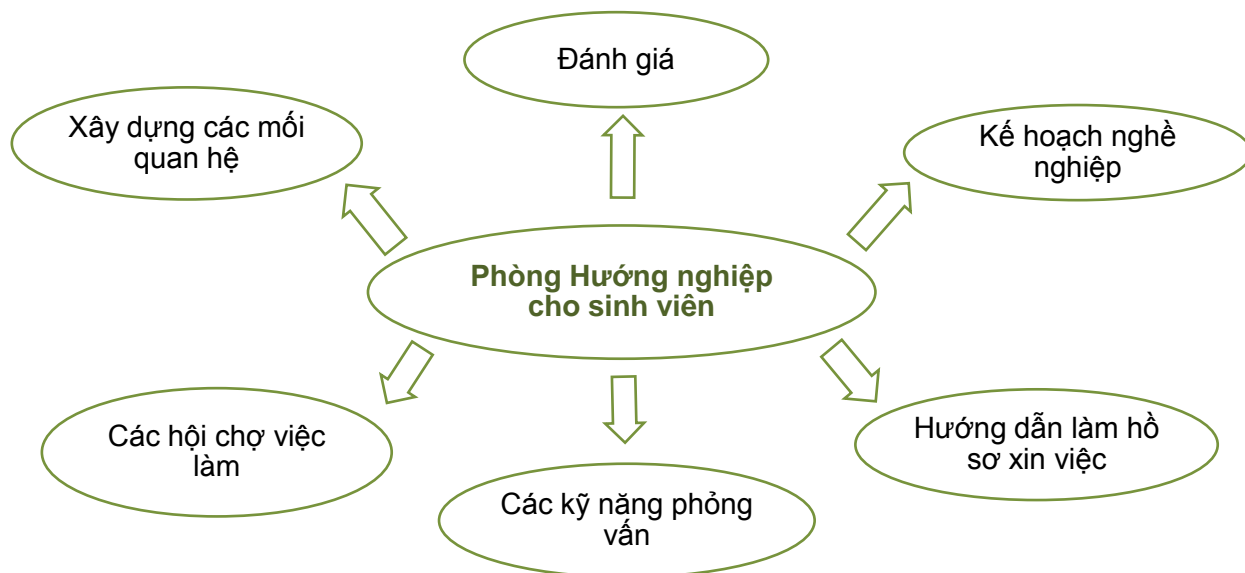 Đánh giá
Xây dựng các mối
quan hệ
Kế hoạch nghề
nghiệp
Phòng Hướng nghiệp
cho sinh viên
Các hội chợ việc
làm
Hướng dẫn làm hồ
sơ xin việc
Các kỹ năng phỏng
vấn